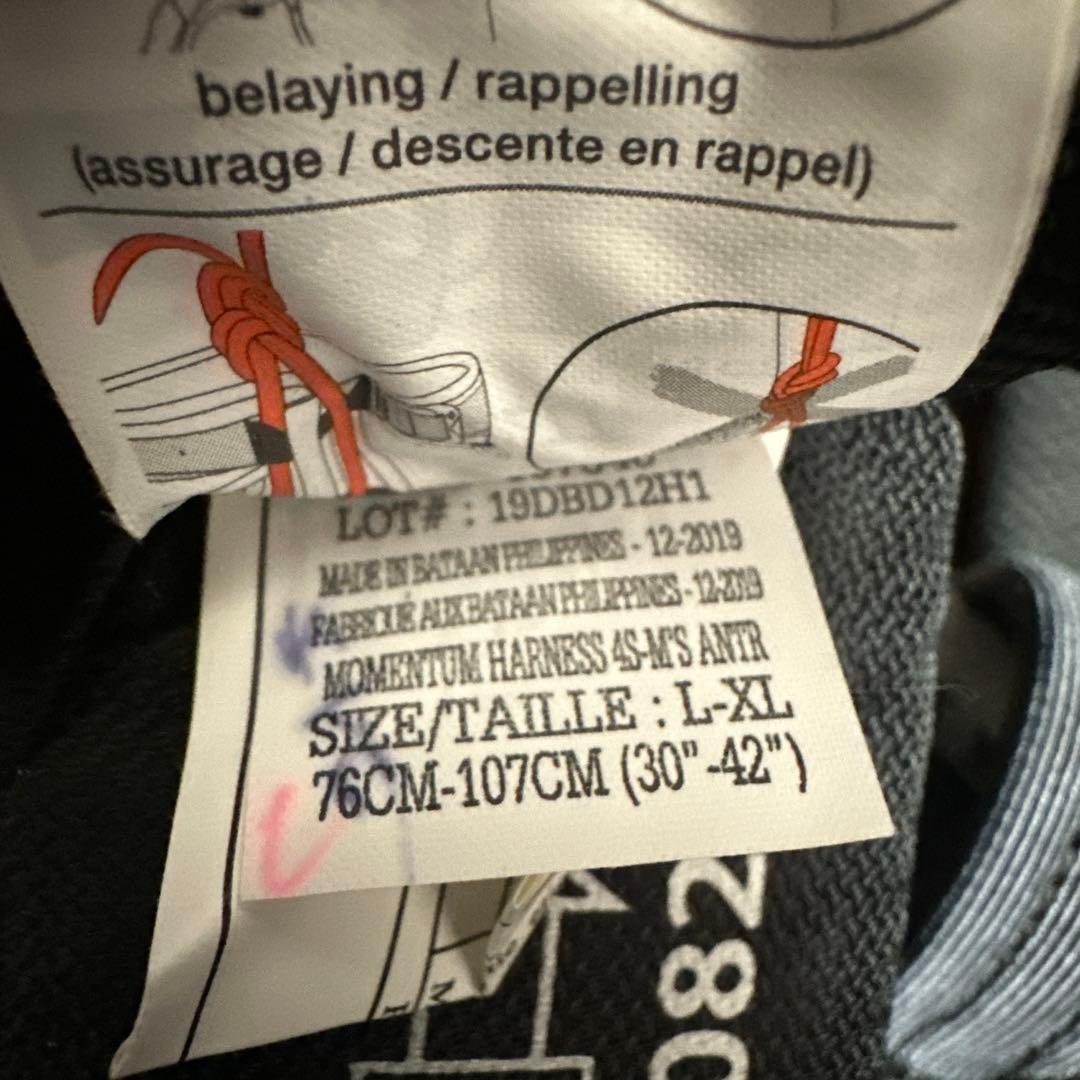 belaying / rappelling
(assurage / descente en rappel)
LOT# : 19DBD12H1
MADE IN BATAAN PHILIPPINES - 12-2019
FABRIQUÉ AUX BATAAN PHILIPPINES - 12-2019
MOMENTUM HARNESS 4S-M'S ANTR
SIZE/TAILLE : L-XL
76CM-107CM (30"-42")
082
M